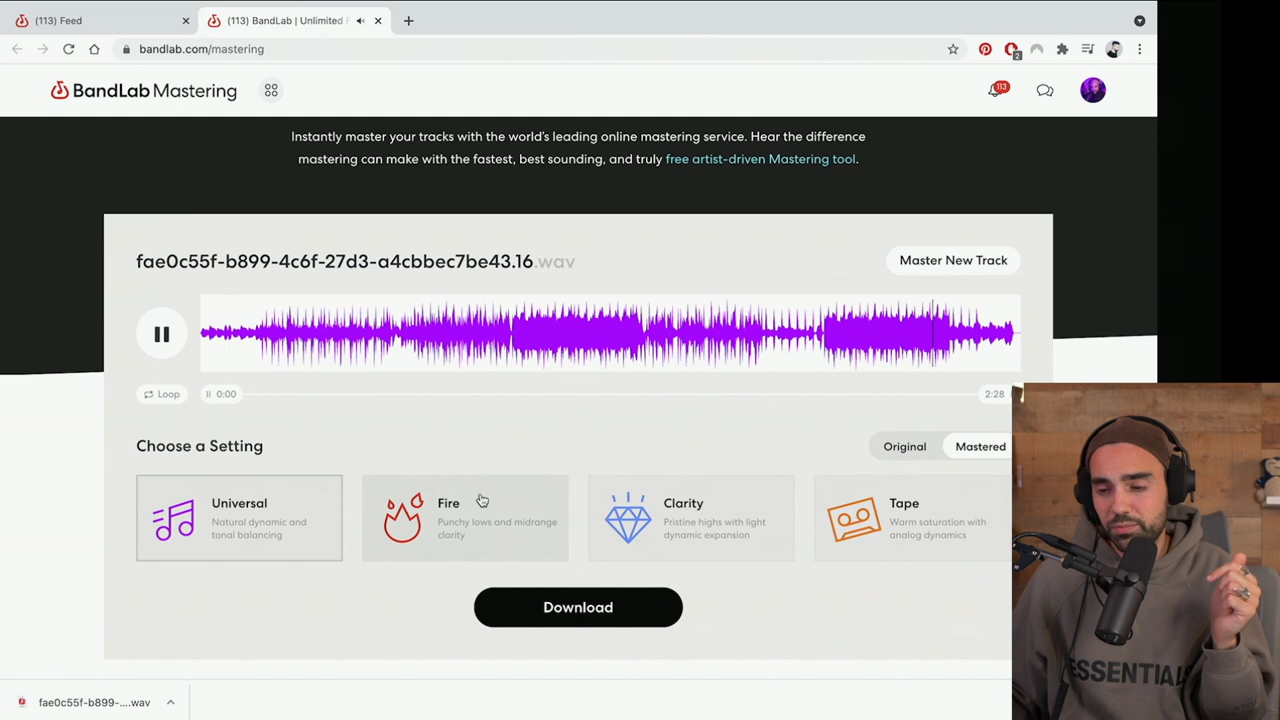 (113) Feed
(113) BandLab | Unlimited
bandlab.com/mastering
2
BandLab Mastering
113
Instantly master your tracks with the world's leading online mastering service. Hear the difference
mastering can make with the fastest, best sounding, and truly free artist-driven Mastering tool.
fae0c55f-b899-4c6f-27d3-a4cbbec7be43.16.wav
Master New Track
Loop
0:00
2:28
Choose a Setting
Original
Mastered
Universal
Natural dynamic and
tonal balancing
Fire
Punchy lows and midrange
clarity
Clarity
Pristine highs with light
dynamic expansion
Tape
Warm saturation with
analog dynamics
Download
ESSENTIALS
fae0c55f-b899-....wav